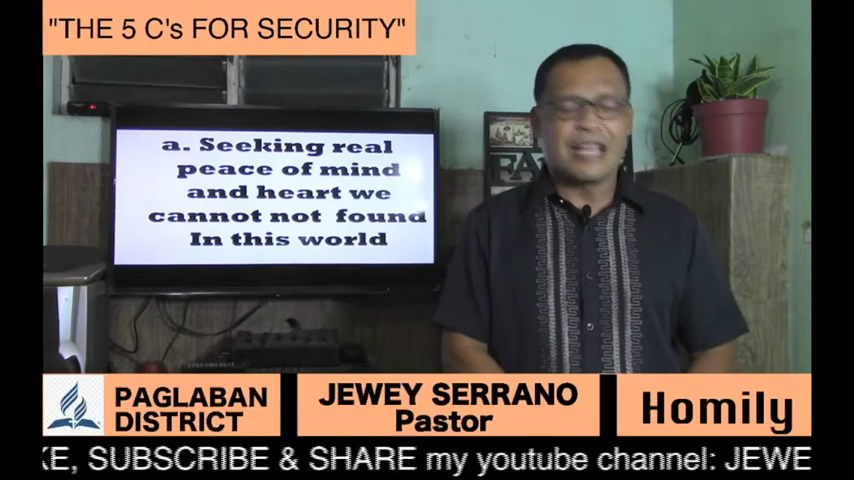 "THE 5 C's FOR SECURITY"
a. Seeking real
peace of mind
and heart we
cannot not found
In this world
PAGLABAN
DISTRICT
JEWEY SERRANO
Pastor
Homily
KE, SUBSCRIBE & SHARE my youtube channel: JEWE